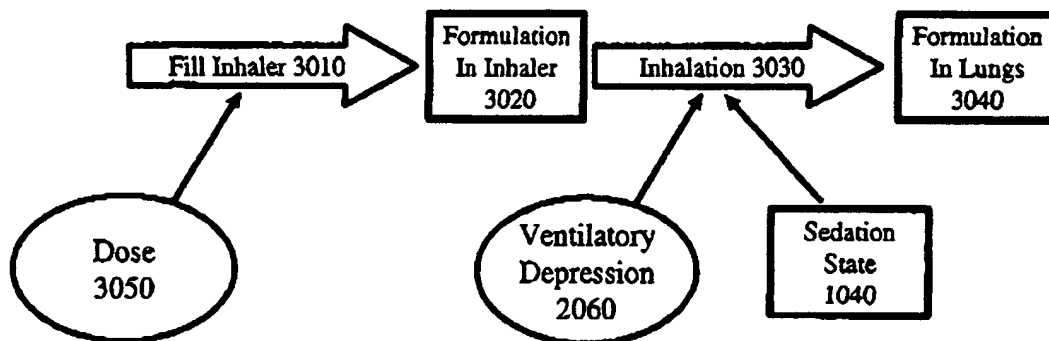 Fill Inhaler 3010
Formulation
In Inhaler
3020
Inhalation 3030
Formulation
In Lungs
3040
Dose
3050
Ventilatory
Depression
2060
Sedation
State
1040